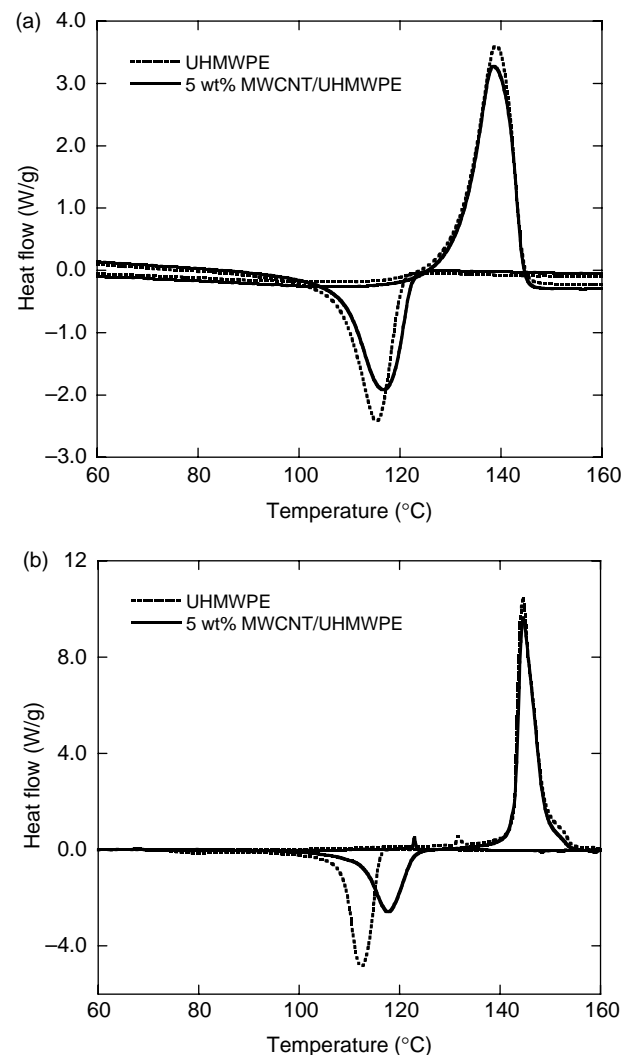 (a)
4.0
3.0
2.0
1.0
0.0
−1.0
−2.0
−3.0
Heat flow (W/g)
UHMWPE
5 wt% MWCNT/UHMWPE
60 80 100 120 140 160
Temperature (°C)
(b)
12
8.0
4.0
0.0
−4.0
Heat flow (W/g)
UHMWPE
5 wt% MWCNT/UHMWPE
60 80 100 120 140 160
Temperature (°C)